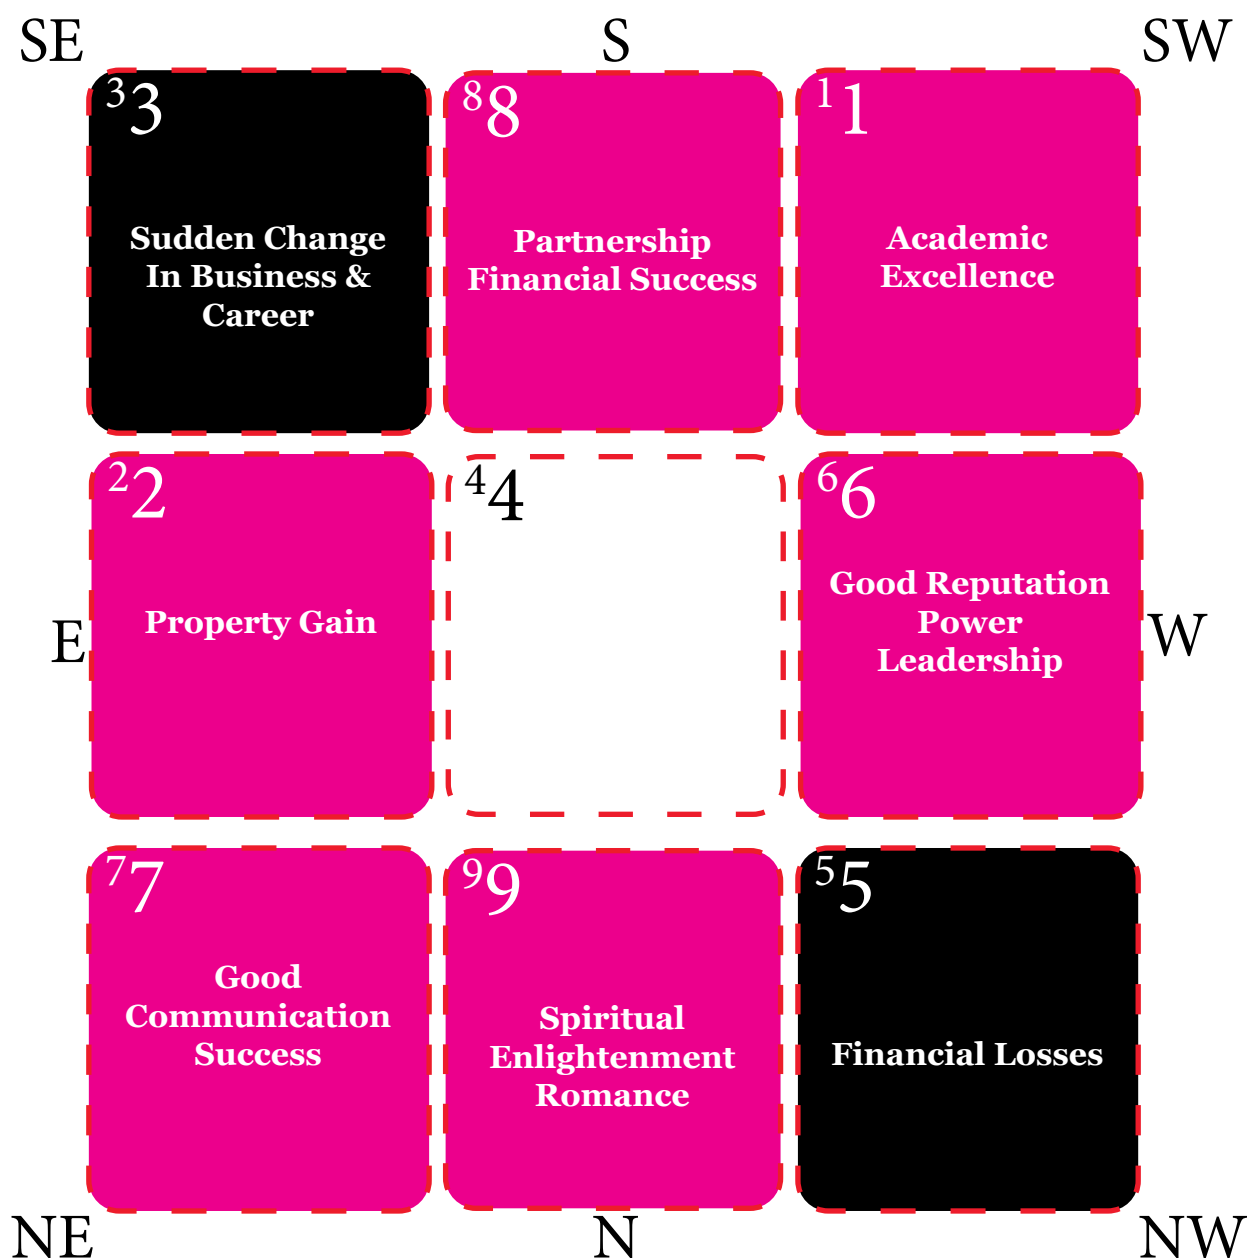 SE S SW
³3 ⁸8 ¹1
Sudden Change
In Business &
Career
Partnership
Financial Success
Academic
Excellence
²2 ⁴4 ⁶6
E
Property Gain
Good Reputation
Power
Leadership
W
⁷7 ⁹9 ⁵5
Good
Communication
Success
Spiritual
Enlightenment
Romance
Financial Losses
NE N NW